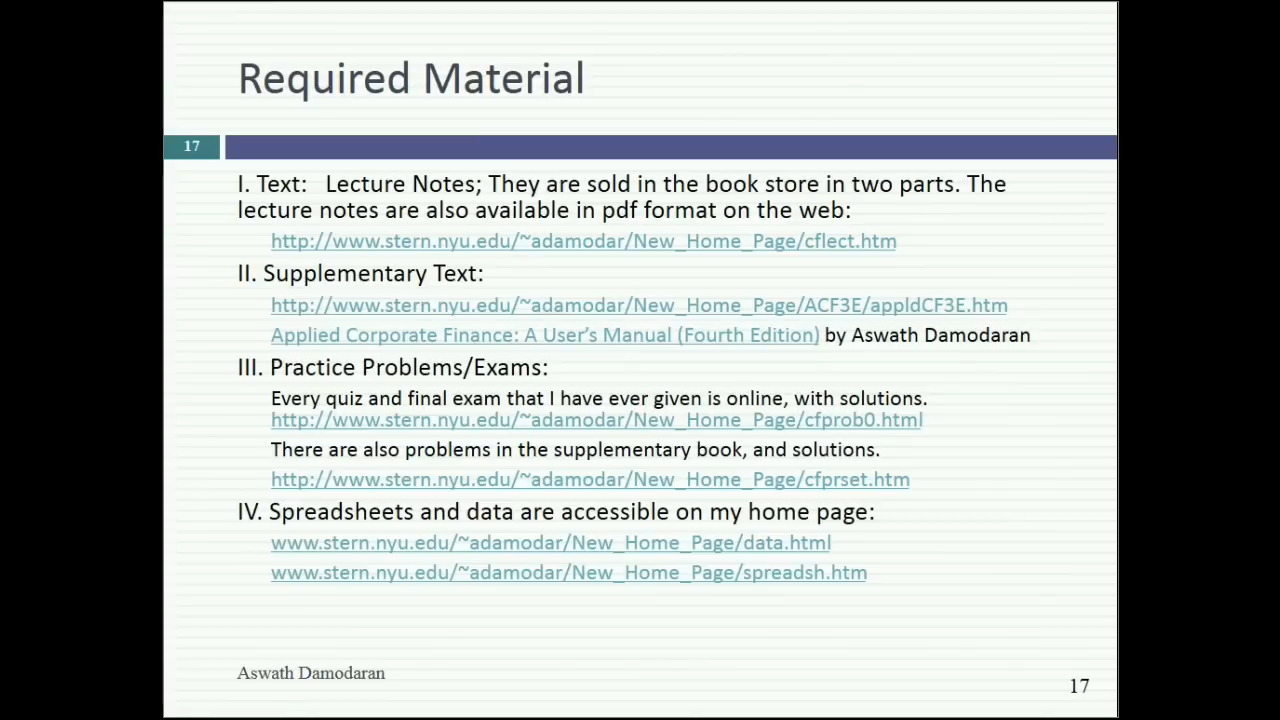 Required Material
17
I. Text:   Lecture Notes; They are sold in the book store in two parts. The
lecture notes are also available in pdf format on the web:
http://www.stern.nyu.edu/~adamodar/New_Home_Page/cflect.htm
II. Supplementary Text:
http://www.stern.nyu.edu/~adamodar/New_Home_Page/ACF3E/appldCF3E.htm
Applied Corporate Finance: A User’s Manual (Fourth Edition) by Aswath Damodaran
III. Practice Problems/Exams:
Every quiz and final exam that I have ever given is online, with solutions.
http://www.stern.nyu.edu/~adamodar/New_Home_Page/cfprob0.html
There are also problems in the supplementary book, and solutions.
http://www.stern.nyu.edu/~adamodar/New_Home_Page/cfprset.htm
IV. Spreadsheets and data are accessible on my home page:
www.stern.nyu.edu/~adamodar/New_Home_Page/data.html
www.stern.nyu.edu/~adamodar/New_Home_Page/spreadsh.htm
Aswath Damodaran
17